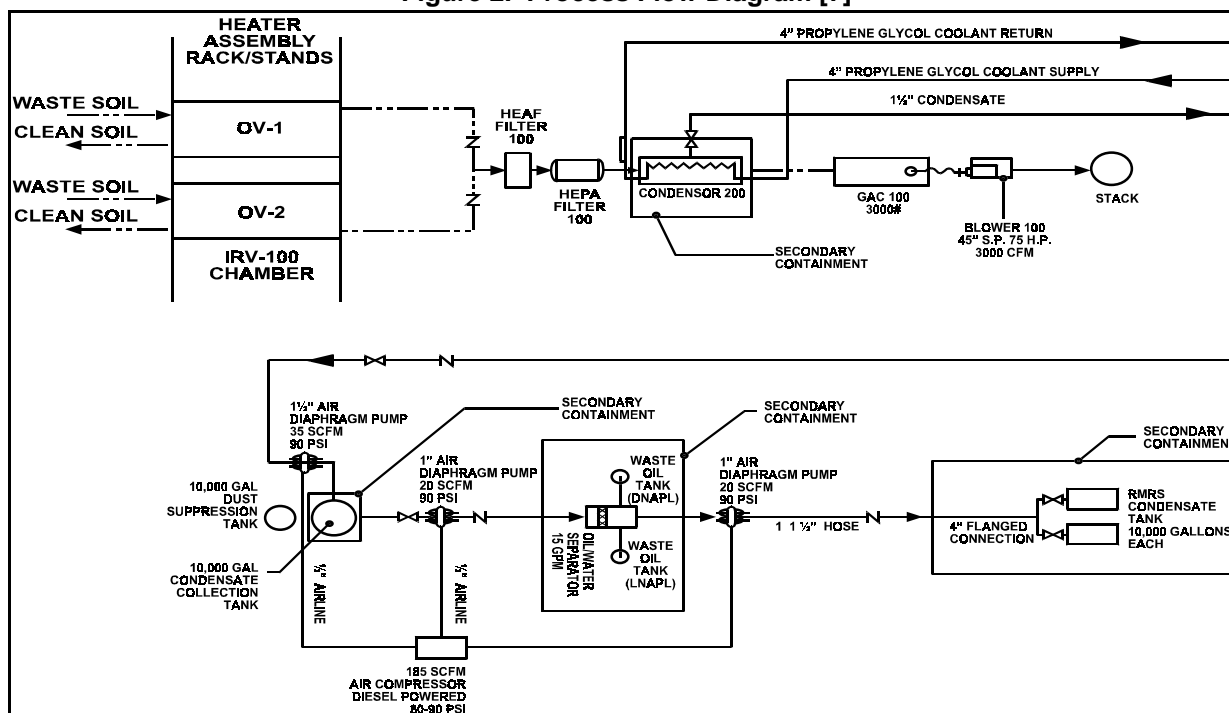 Figure 2. Process Flow Diagram [7]
HEATER
ASSEMBLY
RACK/STANDS
WASTE SOIL
CLEAN SOIL
OV-1
WASTE SOIL
CLEAN SOIL
OV-2
IRV-100
CHAMBER
HEAF
FILTER
100
HEPA
FILTER
100
4" PROPYLENE GLYCOL COOLANT RETURN
4" PROPYLENE GLYCOL COOLANT SUPPLY
1½" CONDENSATE
CONDENSOR 200
SECONDARY
CONTAINMENT
GAC 100
3000#
BLOWER 100
45" S.P. 75 H.P.
3000 CFM
STACK
1½" AIR
DIAPHRAGM PUMP
35 SCFM
90 PSI
SECONDARY
CONTAINMENT
10,000 GAL
DUST
SUPPRESSION
TANK
10,000 GAL
CONDENSATE
COLLECTION
TANK
½" AIRLINE
1" AIR
DIAPHRAGM PUMP
20 SCFM
90 PSI
½" AIRLINE
185 SCFM
AIR COMPRESSOR
DIESEL POWERED
80-90 PSI
WASTE
OIL
TANK
(DNAPL)
OIL/WATER
SEPARATOR
15 GPM
WASTE
OIL
TANK
(LNAPL)
SECONDARY
CONTAINMENT
1" AIR
DIAPHRAGM PUMP
20 SCFM
90 PSI
1 1 ½" HOSE
4" FLANGED
CONNECTION
SECONDARY
CONTAINMEN
RMRS
CONDENSATE
TANK
10,000 GALLONS
EACH